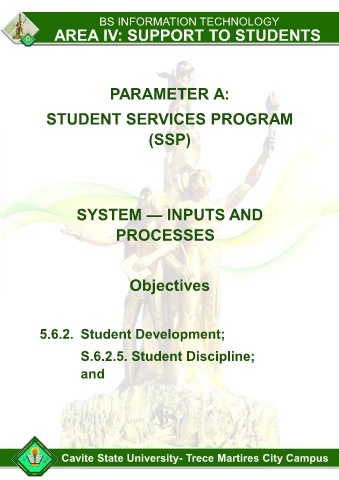 BS INFORMATION TECHNOLOGY
AREA IV: SUPPORT TO STUDENTS
PARAMETER A:
STUDENT SERVICES PROGRAM
(SSP)
SYSTEM — INPUTS AND
PROCESSES
Objectives
5.6.2. Student Development;
S.6.2.5. Student Discipline;
and
Cavite State University- Trece Martires City Campus